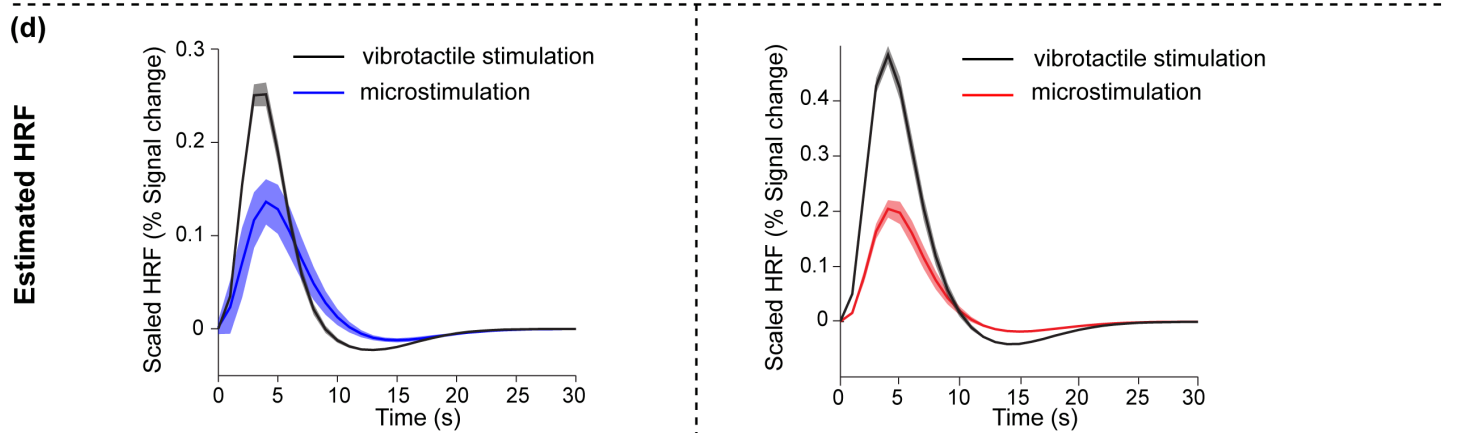 (d)
Estimated HRF
Scaled HRF (% Signal change)
0.3
0.2
0.1
0
vibrotactile stimulation
microstimulation
0 5 10 15 20 25 30
Time (s)
Scaled HRF (% Signal change)
0.4
0.3
0.2
0.1
0
vibrotactile stimulation
microstimulation
0 5 10 15 20 25 30
Time (s)